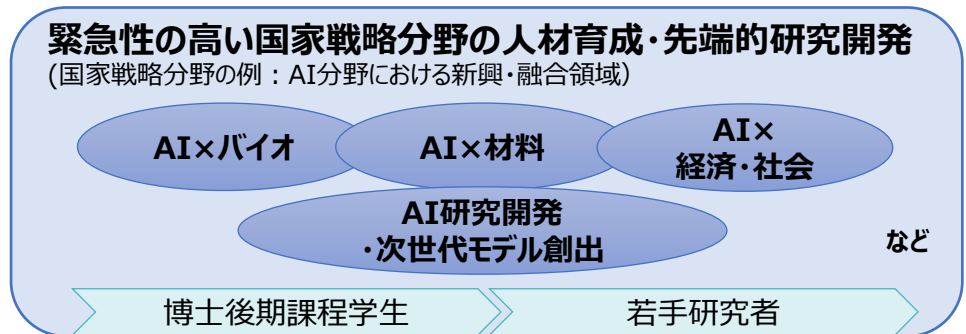 緊急性の高い国家戦略分野の人材育成・先端的研究開発
(国家戦略分野の例：AI分野における新興・融合領域）
AI×バイオ
AI×材料
AI×
経済・社会
AI研究開発
・次世代モデル創出
など
博士後期課程学生
若手研究者